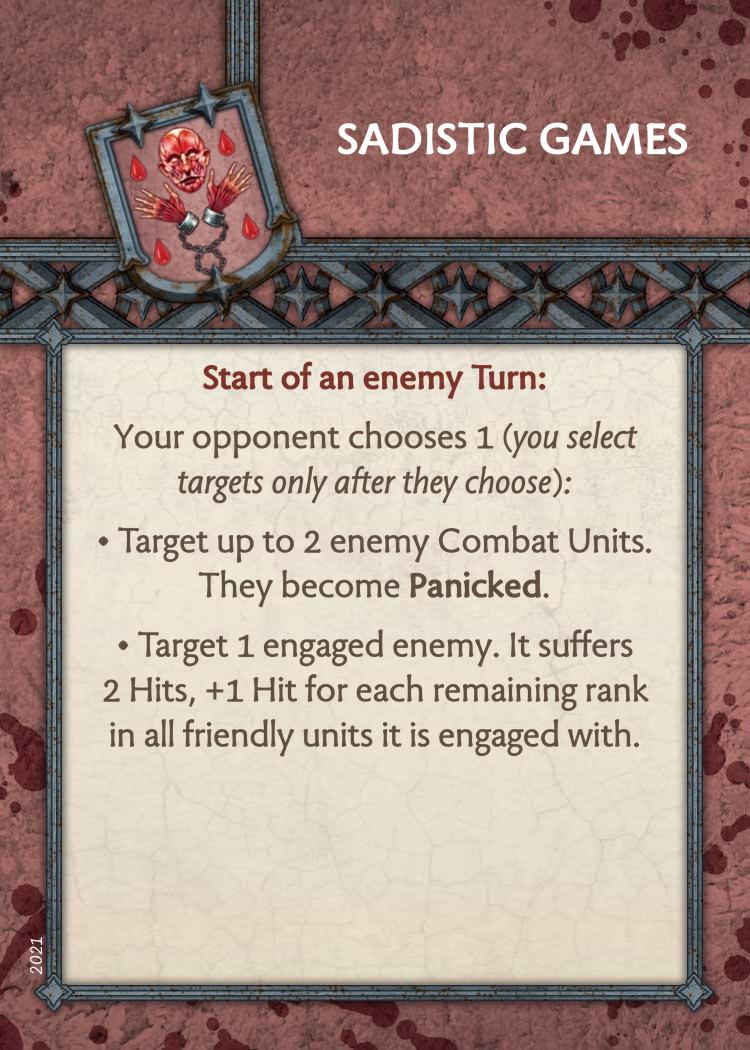 SADISTIC GAMES
Start of an enemy Turn:
Your opponent chooses 1 (you select
targets only after they choose):
• Target up to 2 enemy Combat Units.
They become Panicked.
• Target 1 engaged enemy. It suffers
2 Hits, +1 Hit for each remaining rank
in all friendly units it is engaged with.
2021